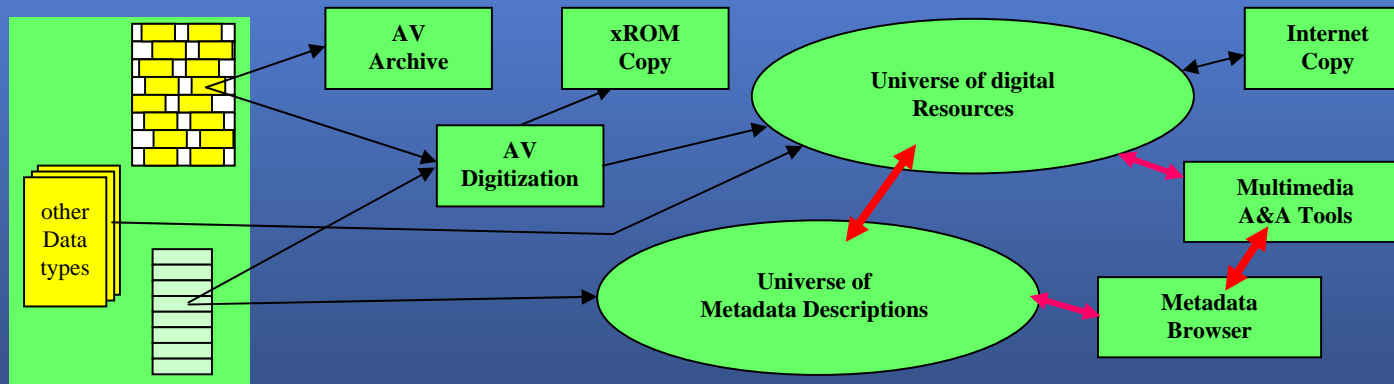 AV
Archive
xROM
Copy
Universe of digital
Resources
Internet
Copy
AV
Digitization
other
Data
types
Multimedia
A&A Tools
Universe of
Metadata Descriptions
Metadata
Browser